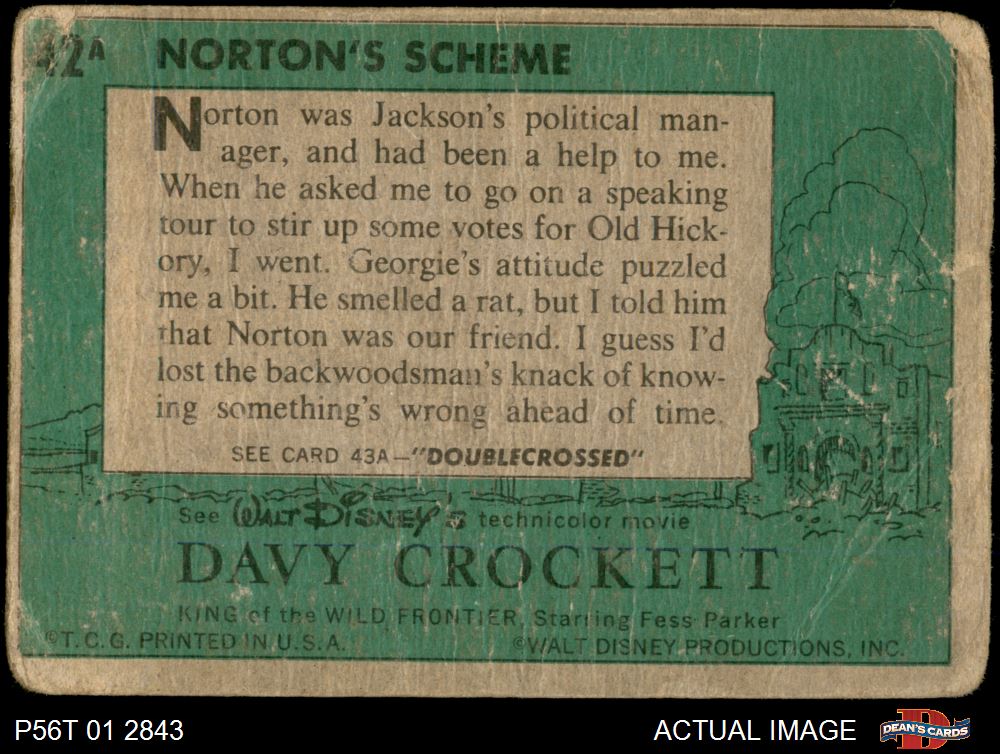 42A NORTON'S SCHEME
Norton was Jackson's political man-
ager, and had been a help to me.
When he asked me to go on a speaking
tour to stir up some votes for Old Hick-
ory, I went. Georgie's attitude puzzled
me a bit. He smelled a rat, but I told him
that Norton was our friend. I guess I'd
lost the backwoodsman's knack of know-
ing something's wrong ahead of time.
SEE CARD 43A—"DOUBLECROSSED"
See WALT DISNEY'S technicolor movie
DAVY CROCKETT
KING of the WILD FRONTIER, Starring Fess Parker
©T.C.G. PRINTED IN U.S.A. ©WALT DISNEY PRODUCTIONS, INC.
P56T 01 2843 ACTUAL IMAGE DEAN'S CARDS